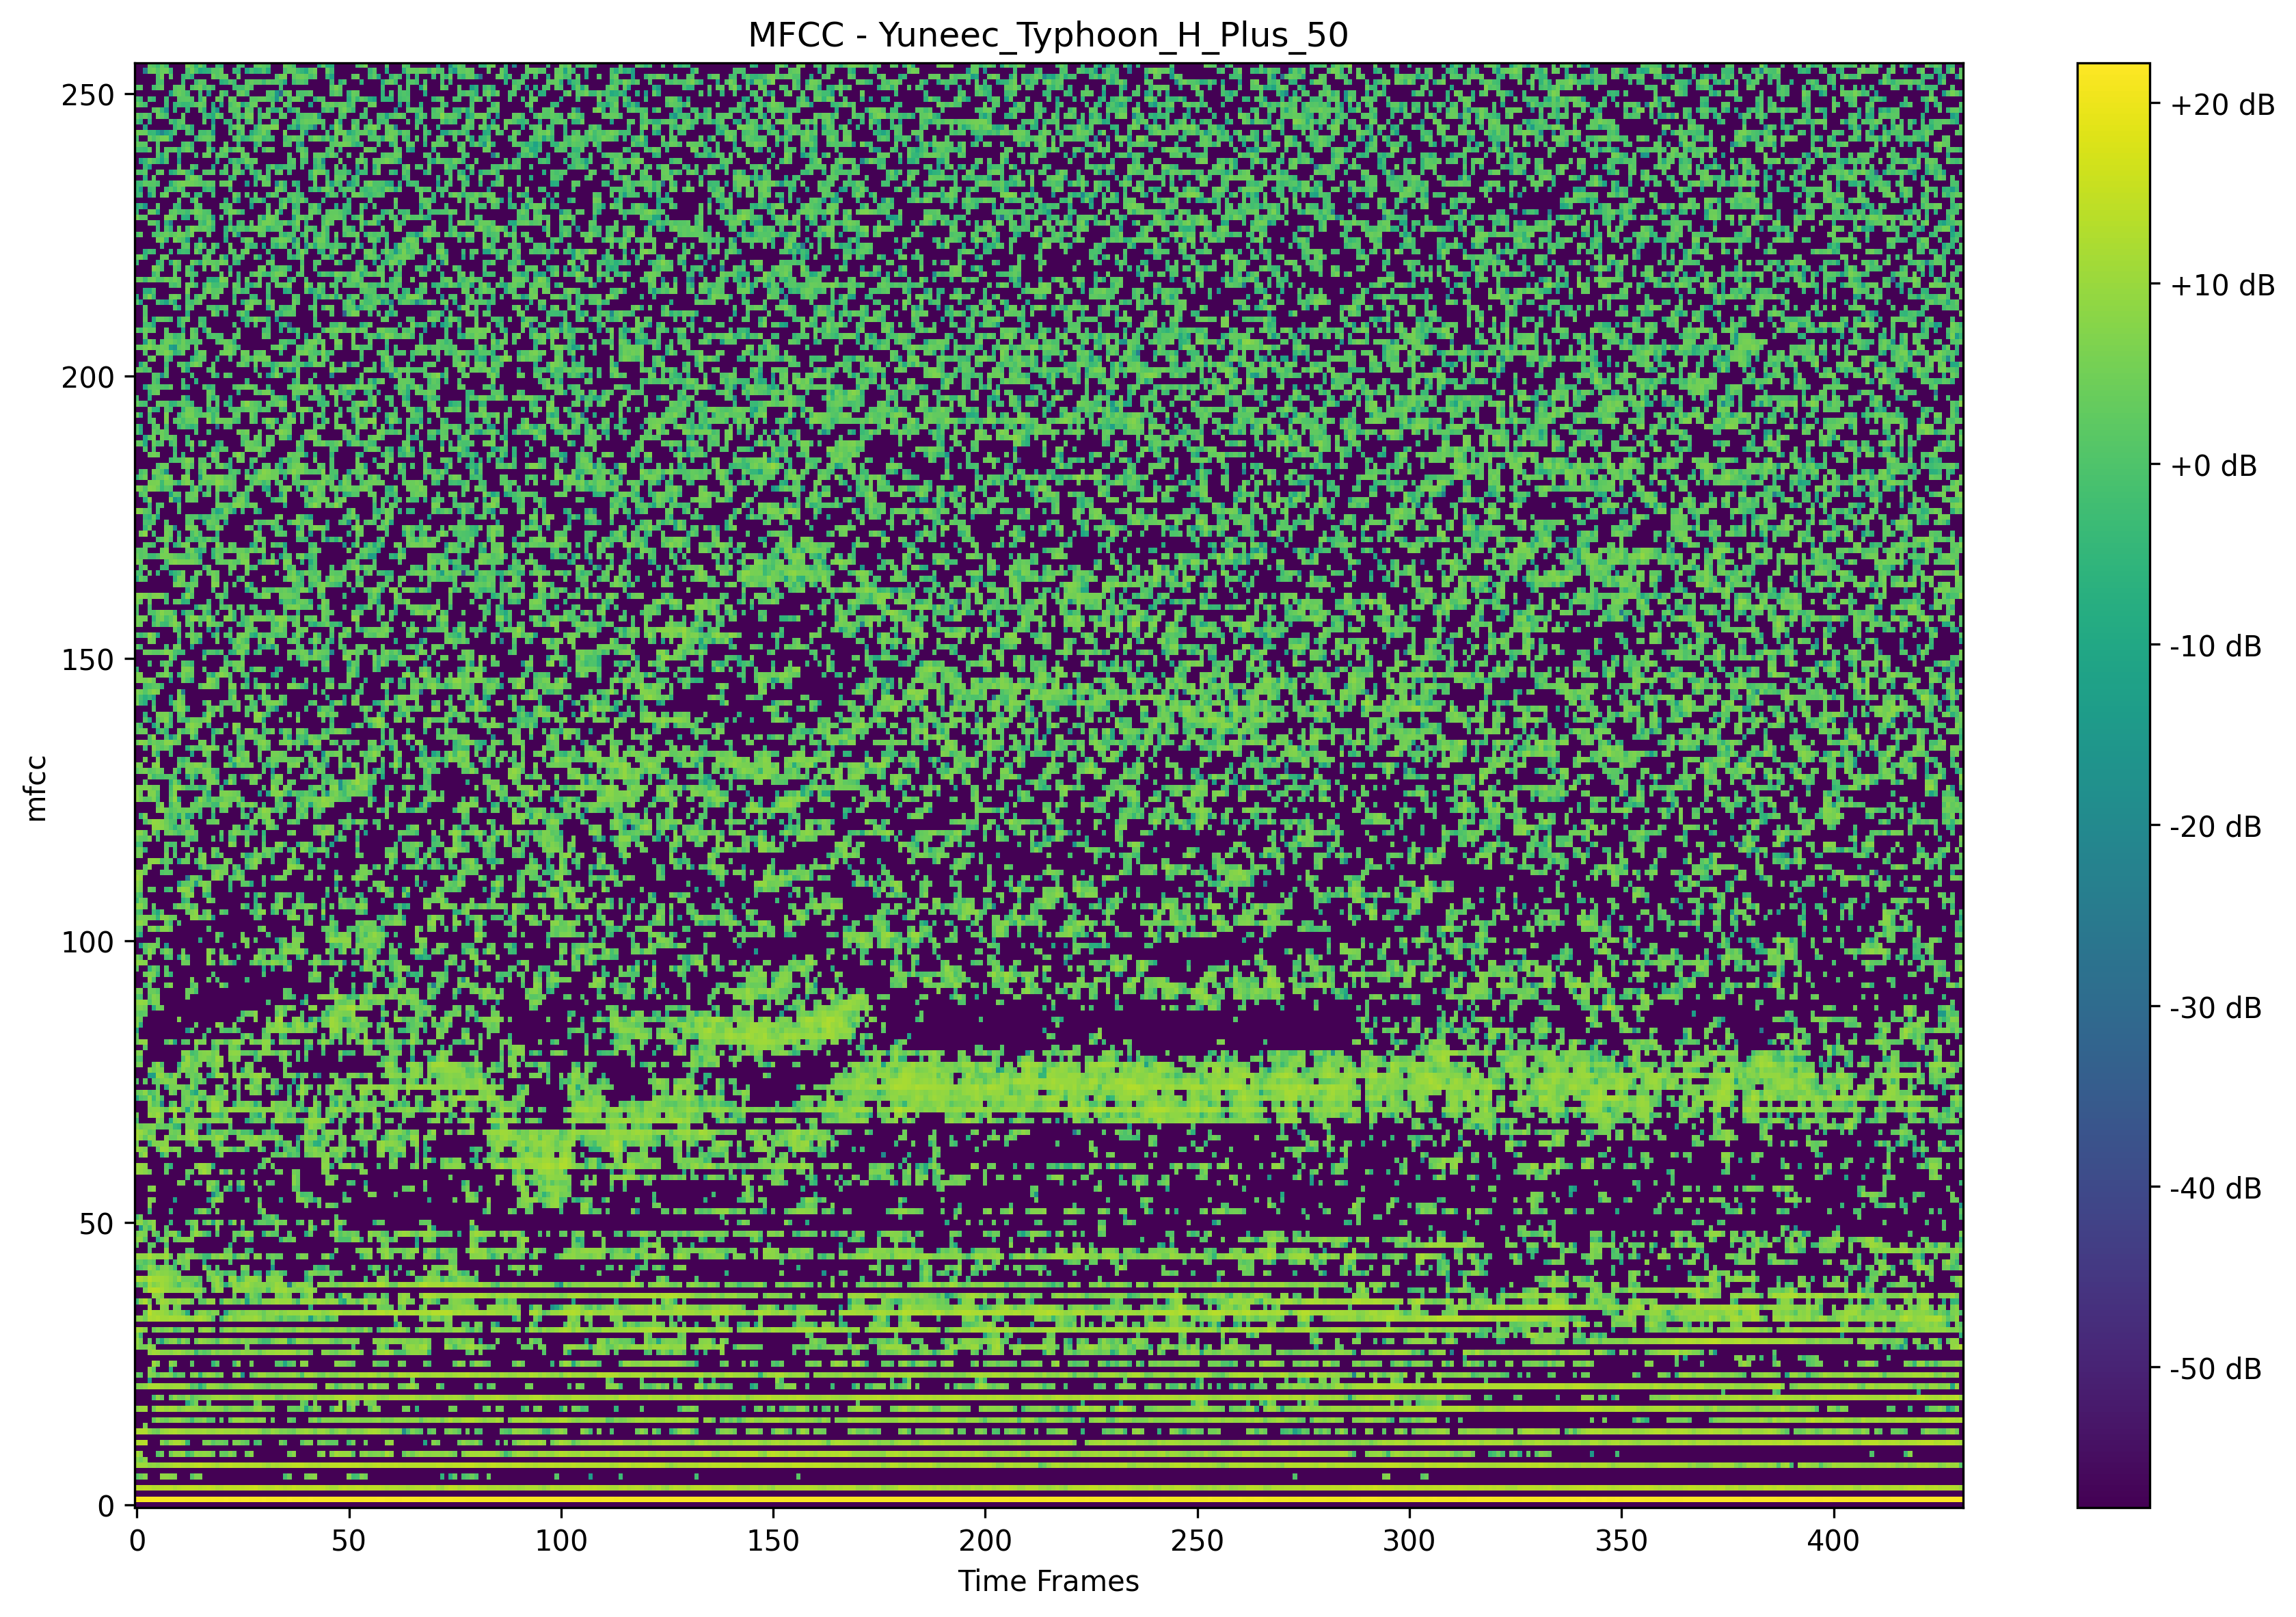 MFCC - Yuneec_Typhoon_H_Plus_50
250
200
150
100
50
0
mfcc
0 50 100 150 200 250 300 350 400
Time Frames
+20 dB
+10 dB
+0 dB
-10 dB
-20 dB
-30 dB
-40 dB
-50 dB